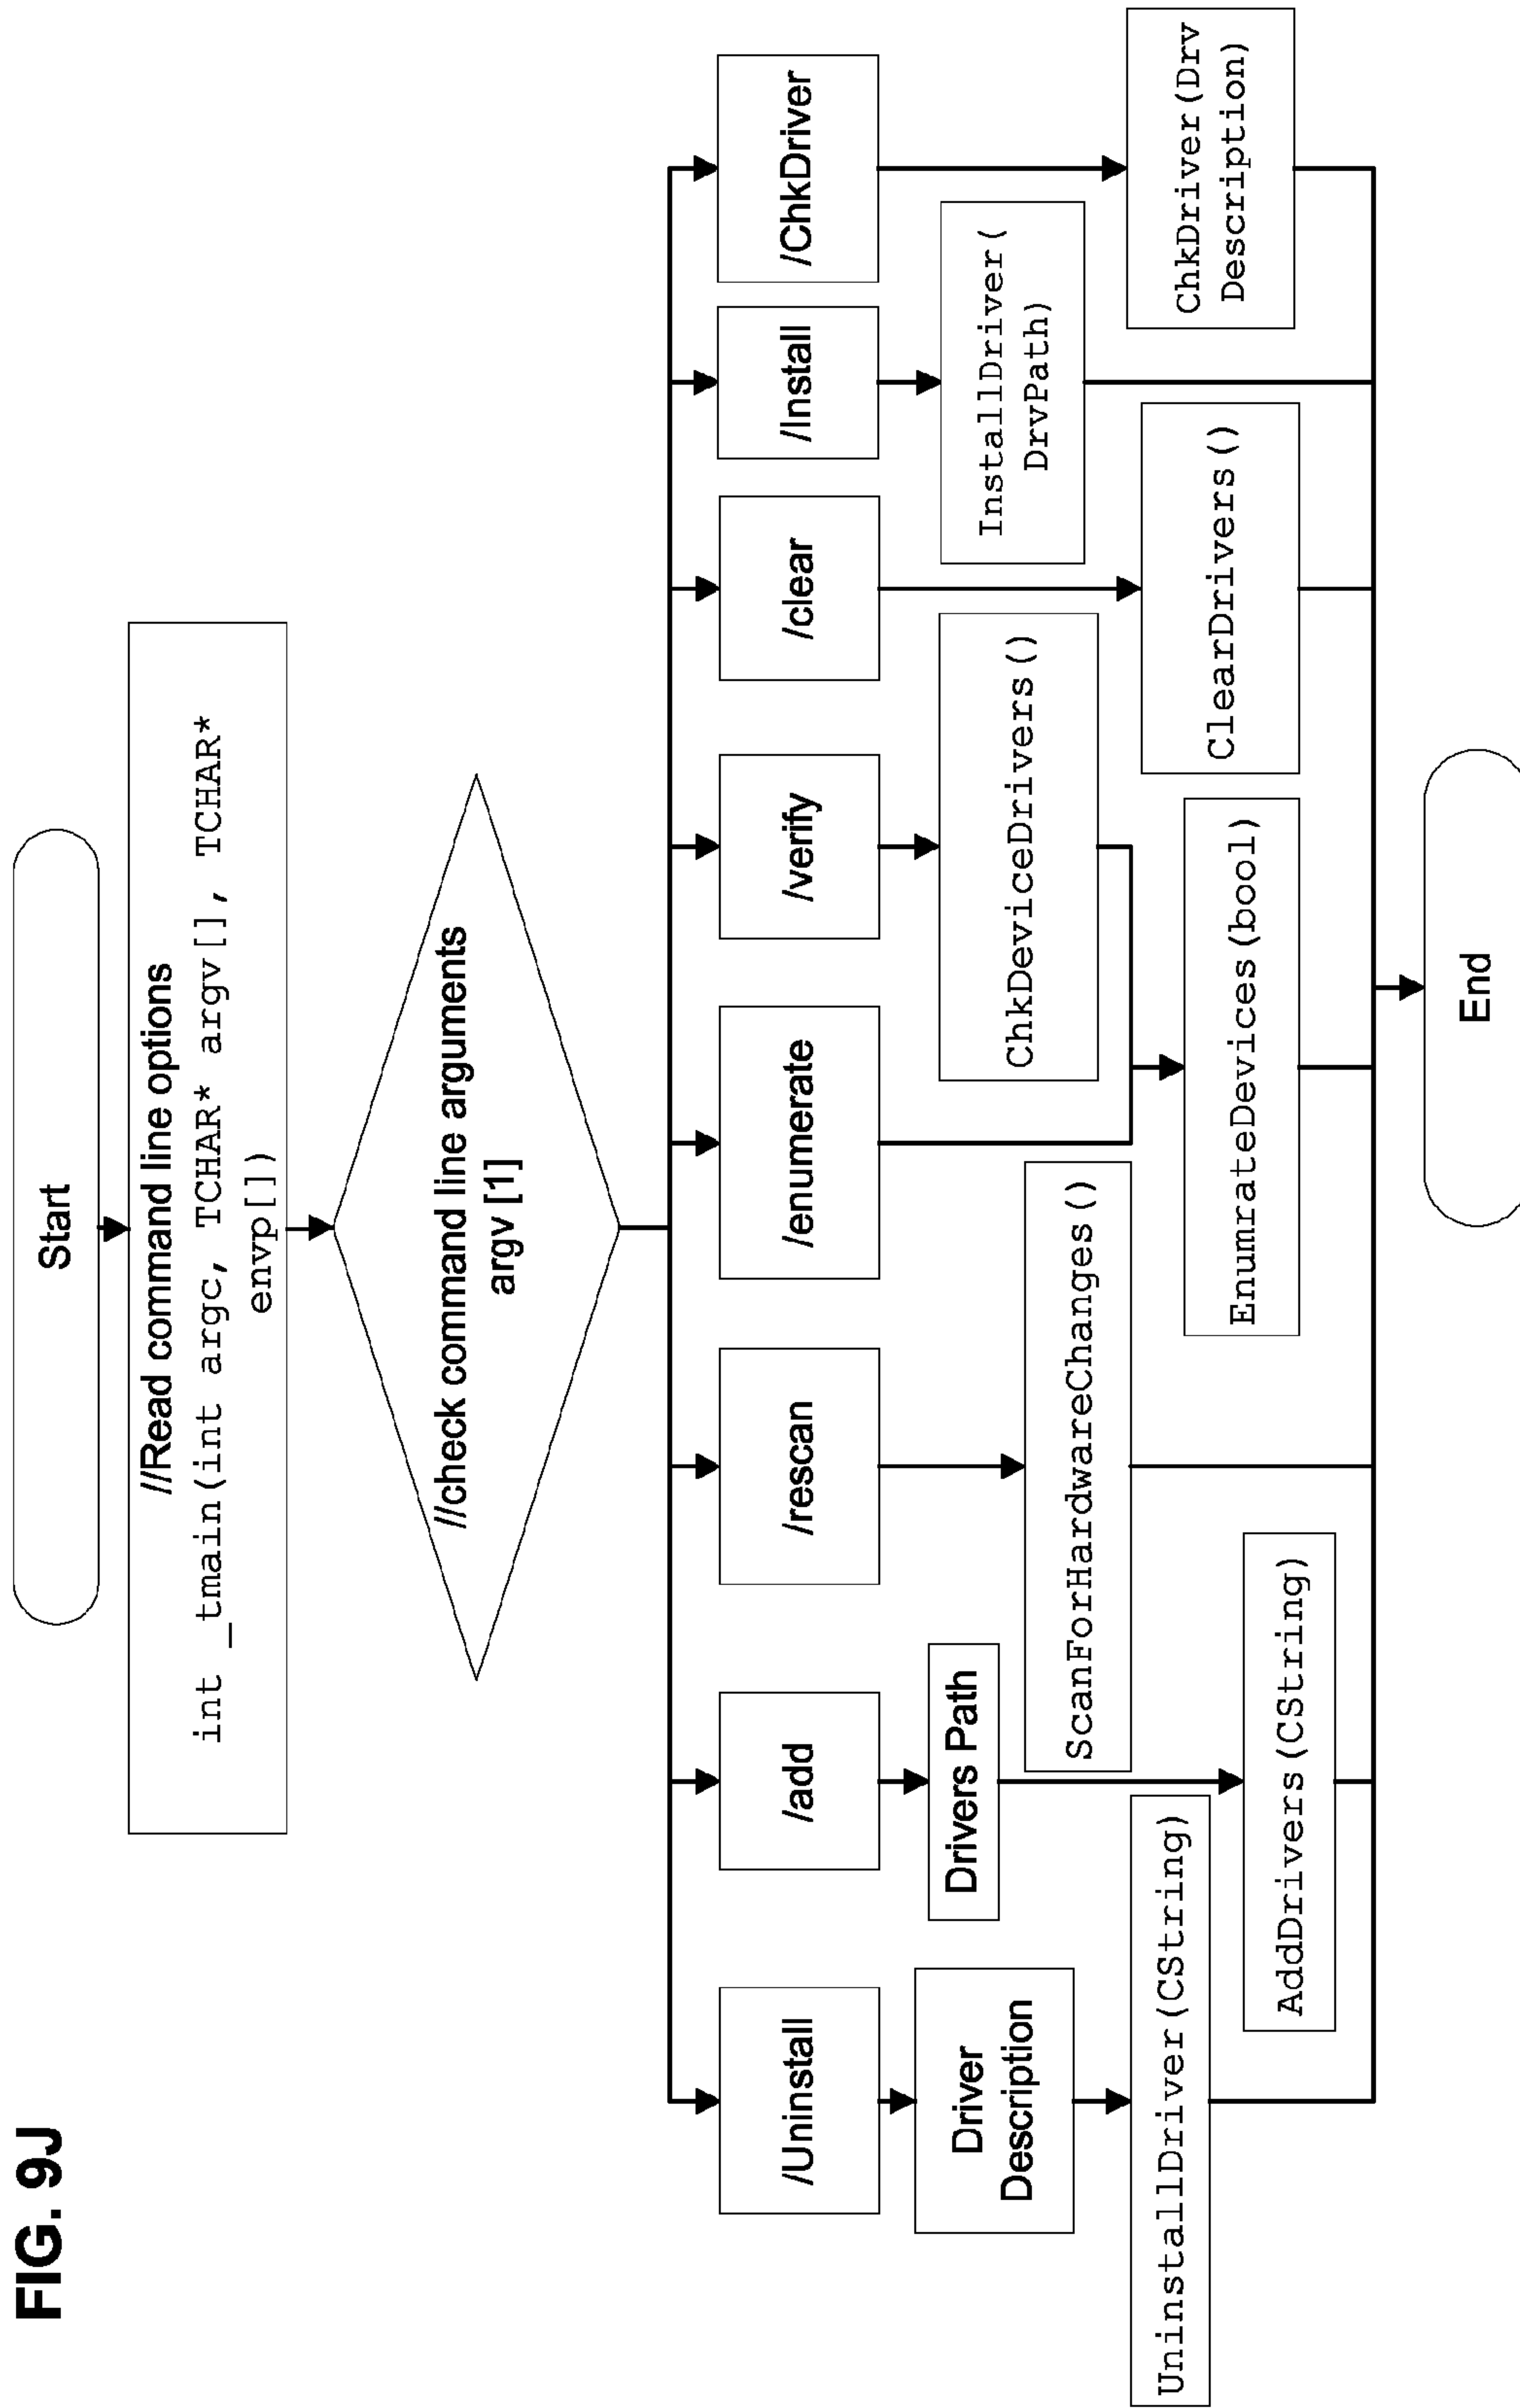 FIG. 9J
Start
//Read command line options
int _tmain(int argc, TCHAR* argv[], TCHAR*
envp[])
//check command line arguments
argv [1]
/Uninstall
/add
/rescan
/enumerate
/verify
/clear
/Install
/ChkDriver
Driver
Description
Drivers Path
ScanForHardwareChanges()
ChkDeviceDrivers()
InstallDriver(
DrvPath)
UninstallDriver(CString)
AddDrivers(CString)
EnumrateDevices(bool)
ClearDrivers()
ChkDriver(Drv
Description)
End